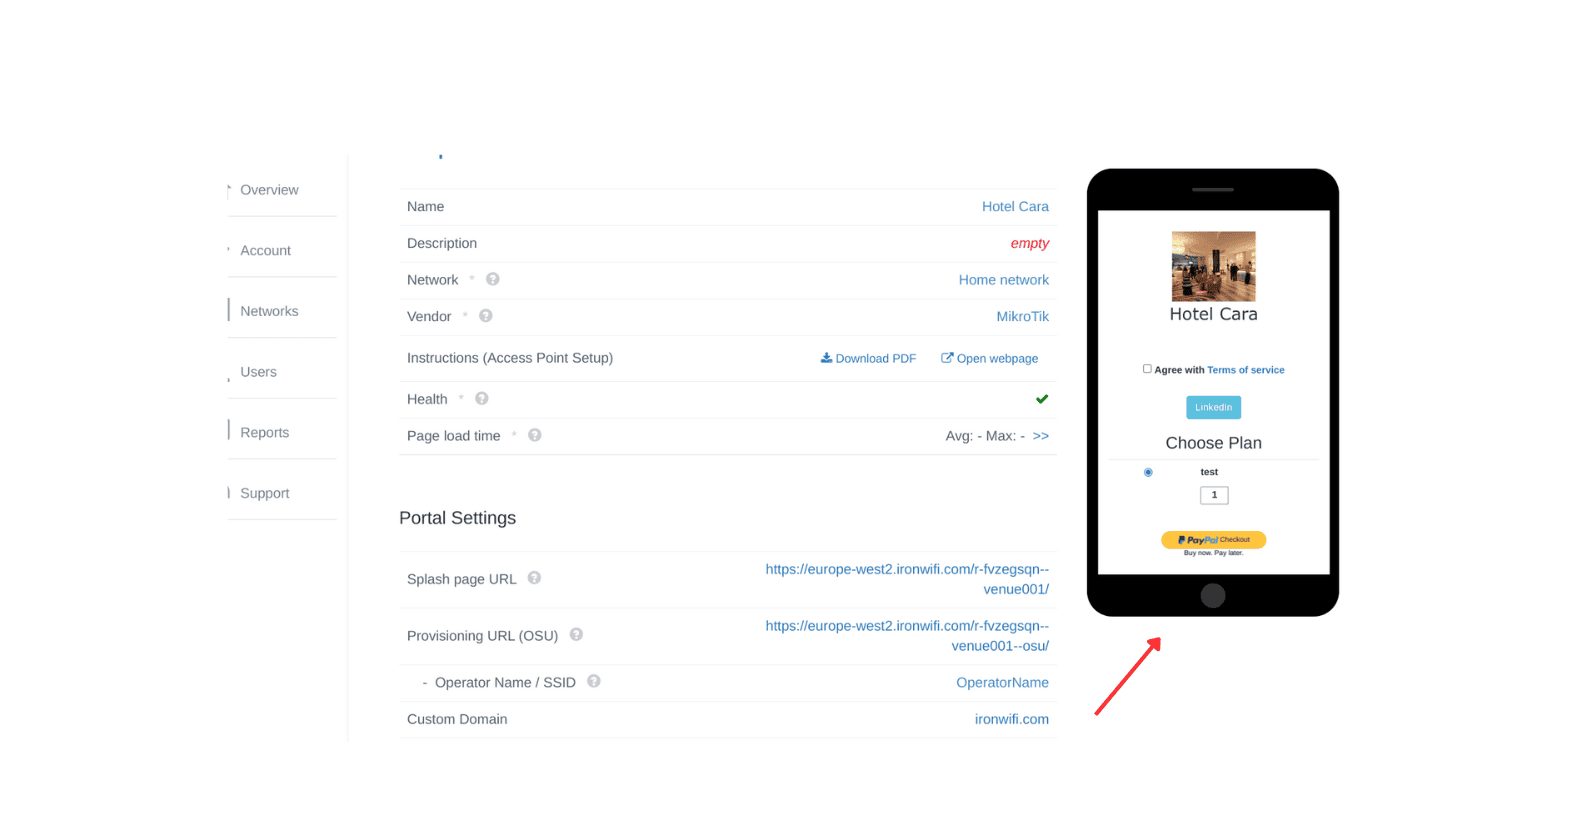 Overview
Account
Networks
Users
Reports
Support
Name Hotel Cara
Description empty
Network * ? Home network
Vendor * ? MikroTik
Instructions (Access Point Setup) Download PDF Open webpage
Health * ?
Page load time * ? Avg: - Max: - >>
Portal Settings
Splash page URL ? https://europe-west2.ironwifi.com/r-fvzegsqn--
venue001/
Provisioning URL (OSU) ? https://europe-west2.ironwifi.com/r-fvzegsqn--
venue001--osu/
- Operator Name / SSID ? OperatorName
Custom Domain ironwifi.com
Hotel Cara
Agree with Terms of service
Linkedin
Choose Plan
test
1
PayPal Checkout
Buy now. Pay later.